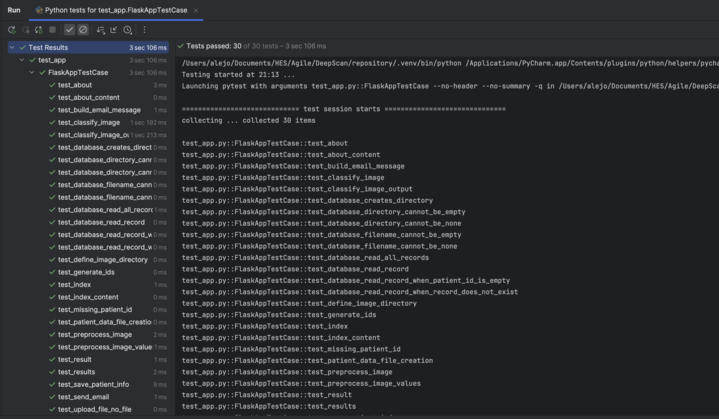 Run
Python tests for test_app.FlaskAppTestCase
Test Results 3 sec 106 ms
test_app 3 sec 106 ms
FlaskAppTestCase 3 sec 106 ms
test_about 3 ms
test_about_content 0 ms
test_build_email_message 0 ms
test_classify_image 1 sec 192 ms
test_classify_image_ou 1 sec 213 ms
test_database_creates_direct 0 ms
test_database_directory_cann 0 ms
test_database_directory_cann 0 ms
test_database_filename_cann 0 ms
test_database_filename_cann 0 ms
test_database_read_all_record 1 ms
test_database_read_record 0 ms
test_database_read_record_w 0 ms
test_database_read_record_w 0 ms
test_define_image_directory 0 ms
test_generate_ids 0 ms
test_index 1 ms
test_index_content 0 ms
test_missing_patient_id 0 ms
test_patient_data_file_creation 0 ms
test_preprocess_image 2 ms
test_preprocess_image_value 1 ms
test_result 1 ms
test_results 2 ms
test_save_patient_info 9 ms
test_send_email 1 ms
test_upload_file_no_file 2 ms
Tests passed: 30 of 30 tests – 3 sec 106 ms
/Users/alejo/Documents/HES/Agile/DeepScan/repository/.venv/bin/python /Applications/PyCharm.app/Contents/plugins/python/helpers/pycha
Testing started at 21:13 ...
Launching pytest with arguments test_app.py::FlaskAppTestCase --no-header --no-summary -q in /Users/alejo/Documents/HES/Agile/DeepSca
============================= test session starts ==============================
collecting ... collected 30 items
test_app.py::FlaskAppTestCase::test_about
test_app.py::FlaskAppTestCase::test_about_content
test_app.py::FlaskAppTestCase::test_build_email_message
test_app.py::FlaskAppTestCase::test_classify_image
test_app.py::FlaskAppTestCase::test_classify_image_output
test_app.py::FlaskAppTestCase::test_database_creates_directory
test_app.py::FlaskAppTestCase::test_database_directory_cannot_be_empty
test_app.py::FlaskAppTestCase::test_database_directory_cannot_be_none
test_app.py::FlaskAppTestCase::test_database_filename_cannot_be_empty
test_app.py::FlaskAppTestCase::test_database_filename_cannot_be_none
test_app.py::FlaskAppTestCase::test_database_read_all_records
test_app.py::FlaskAppTestCase::test_database_read_record
test_app.py::FlaskAppTestCase::test_database_read_record_when_patient_id_is_empty
test_app.py::FlaskAppTestCase::test_database_read_record_when_record_does_not_exist
test_app.py::FlaskAppTestCase::test_define_image_directory
test_app.py::FlaskAppTestCase::test_generate_ids
test_app.py::FlaskAppTestCase::test_index
test_app.py::FlaskAppTestCase::test_index_content
test_app.py::FlaskAppTestCase::test_missing_patient_id
test_app.py::FlaskAppTestCase::test_patient_data_file_creation
test_app.py::FlaskAppTestCase::test_preprocess_image
test_app.py::FlaskAppTestCase::test_preprocess_image_values
test_app.py::FlaskAppTestCase::test_result
test_app.py::FlaskAppTestCase::test_results